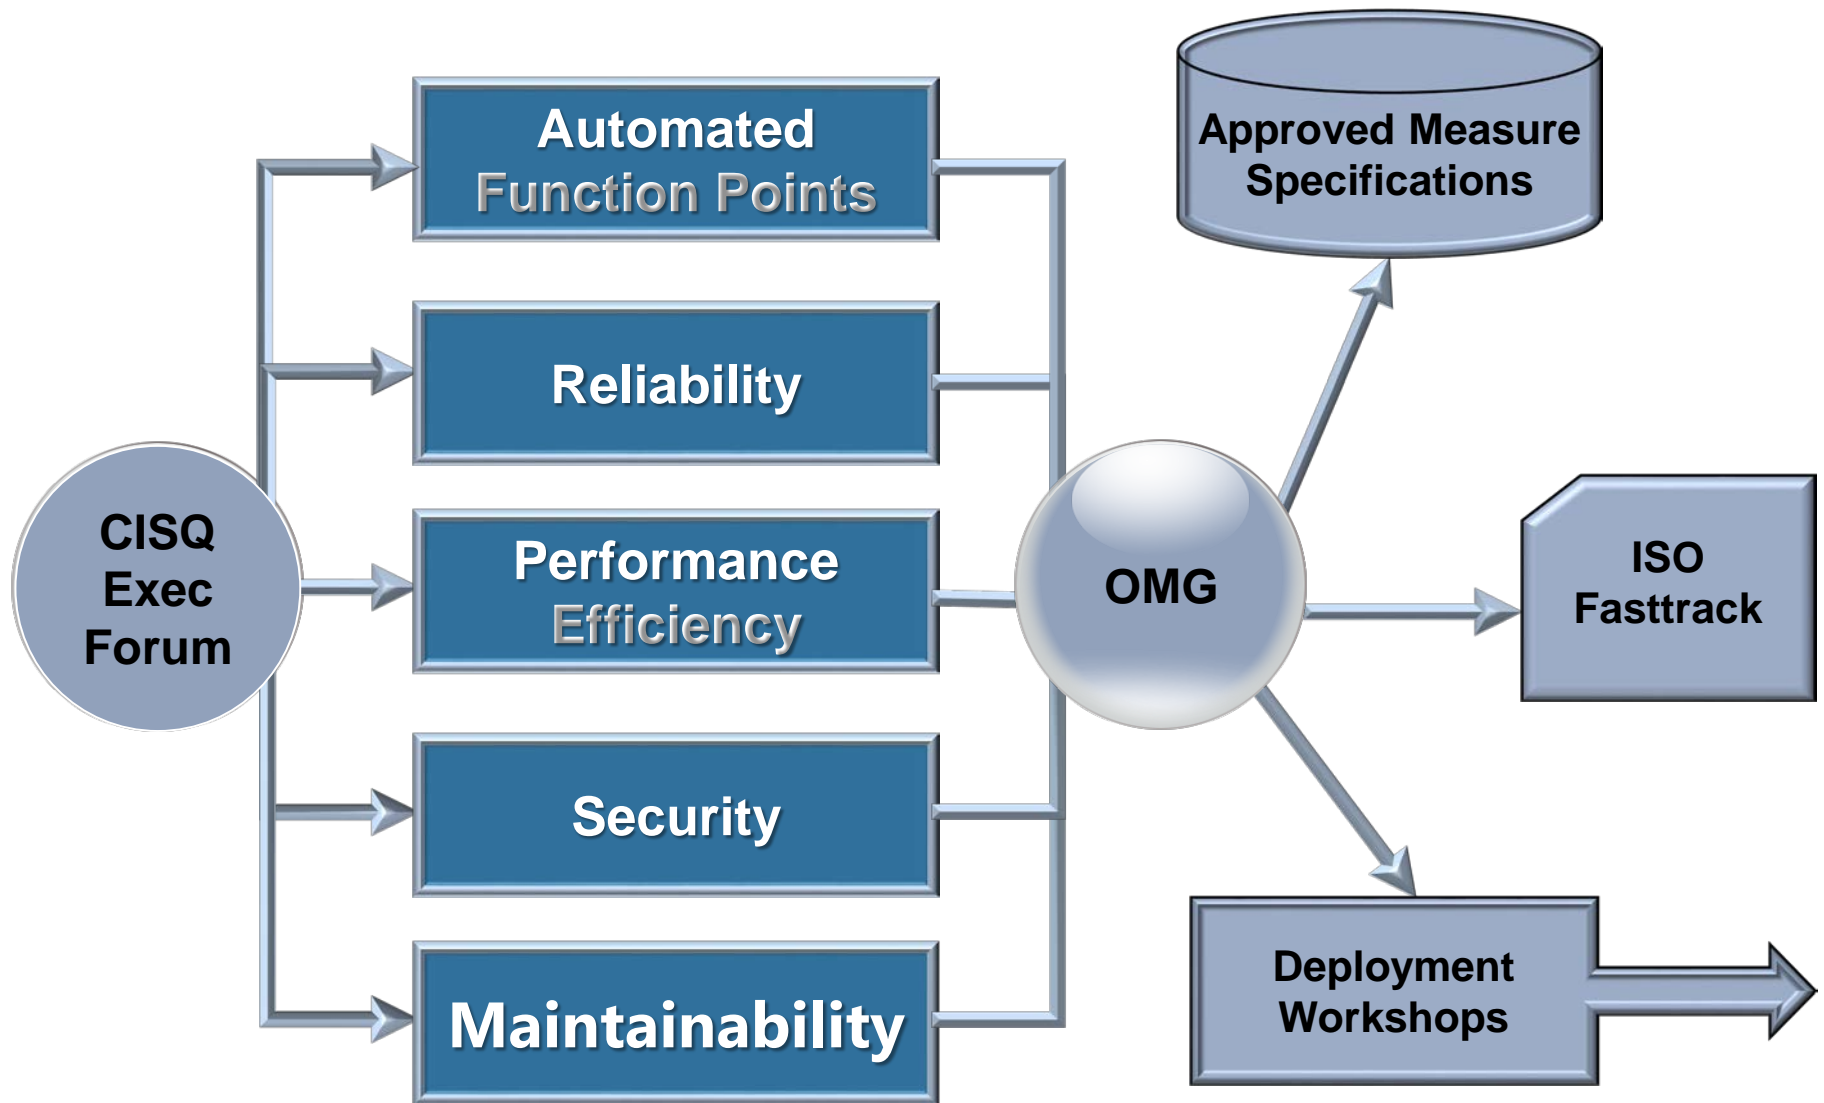 CISQ
Exec
Forum
Automated
Function Points
Reliability
Performance
Efficiency
Security
Maintainability
OMG
Approved Measure
Specifications
ISO
Fasttrack
Deployment
Workshops